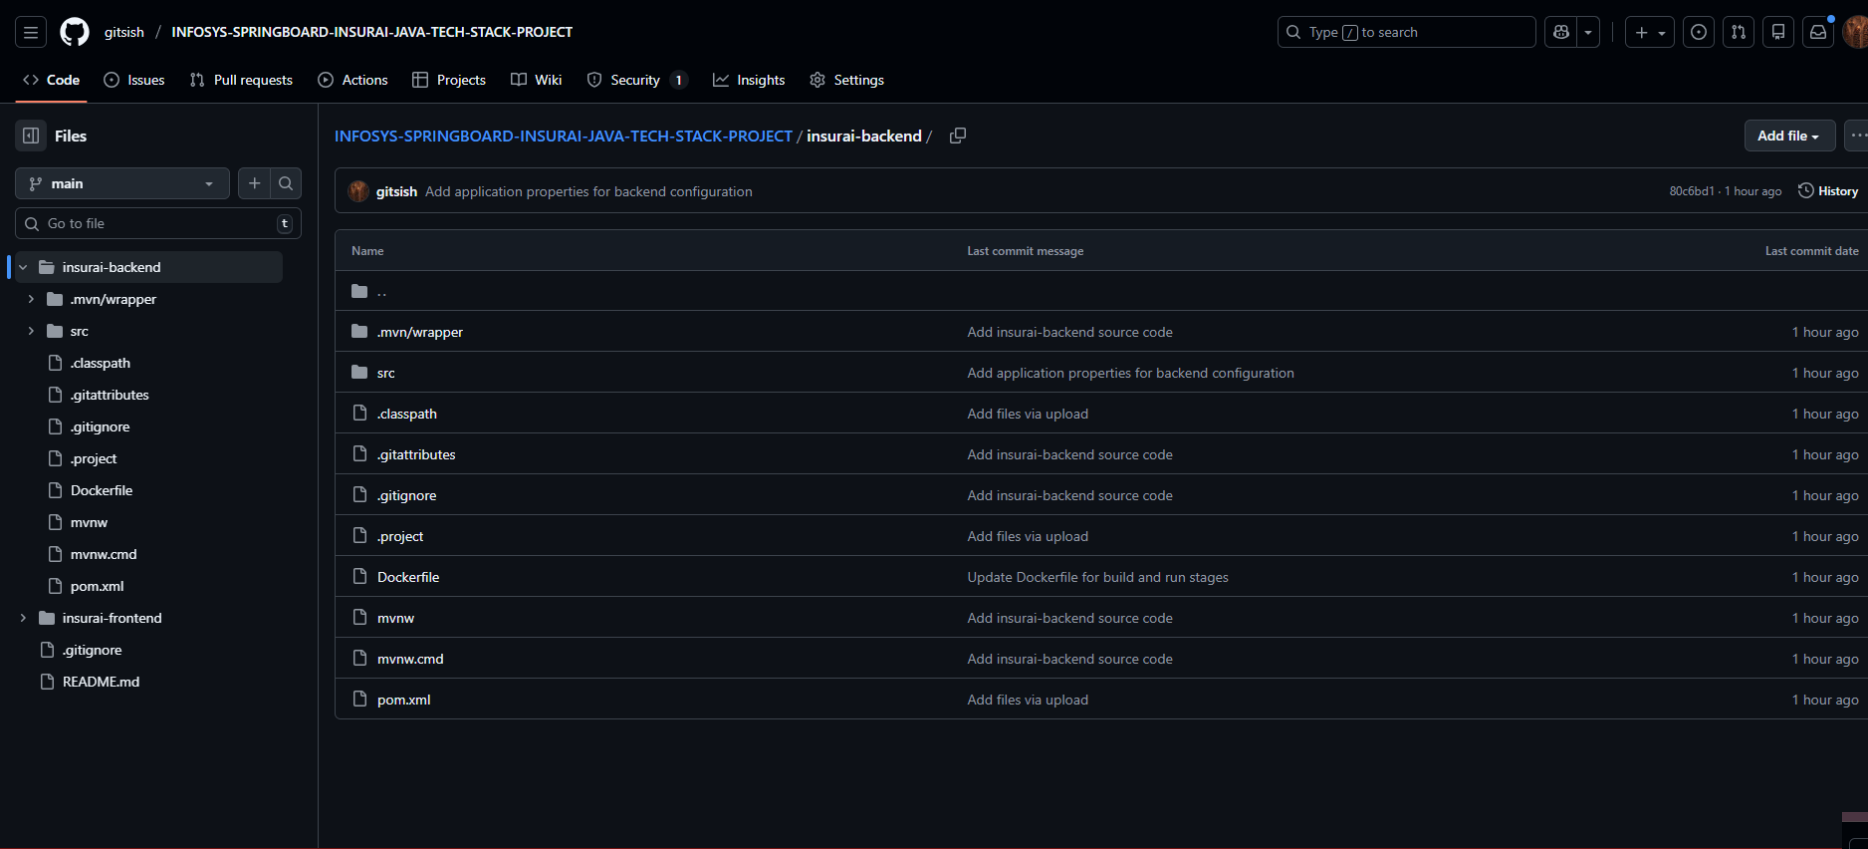 gitsish / INFOSYS-SPRINGBOARD-INSURAI-JAVA-TECH-STACK-PROJECT
Type / to search
Code Issues Pull requests Actions Projects Wiki Security 1 Insights Settings
Files
INFOSYS-SPRINGBOARD-INSURAI-JAVA-TECH-STACK-PROJECT / insurai-backend /
Add file
main
gitsish Add application properties for backend configuration
80c6bd1 · 1 hour ago
History
Go to file t
Name Last commit message Last commit date
insurai-backend
.mvn/wrapper
src
.classpath
.gitattributes
.gitignore
.project
Dockerfile
mvnw
mvnw.cmd
pom.xml
insurai-frontend
.gitignore
README.md
..
.mvn/wrapper Add insurai-backend source code 1 hour ago
src Add application properties for backend configuration 1 hour ago
.classpath Add files via upload 1 hour ago
.gitattributes Add insurai-backend source code 1 hour ago
.gitignore Add insurai-backend source code 1 hour ago
.project Add files via upload 1 hour ago
Dockerfile Update Dockerfile for build and run stages 1 hour ago
mvnw Add insurai-backend source code 1 hour ago
mvnw.cmd Add insurai-backend source code 1 hour ago
pom.xml Add files via upload 1 hour ago